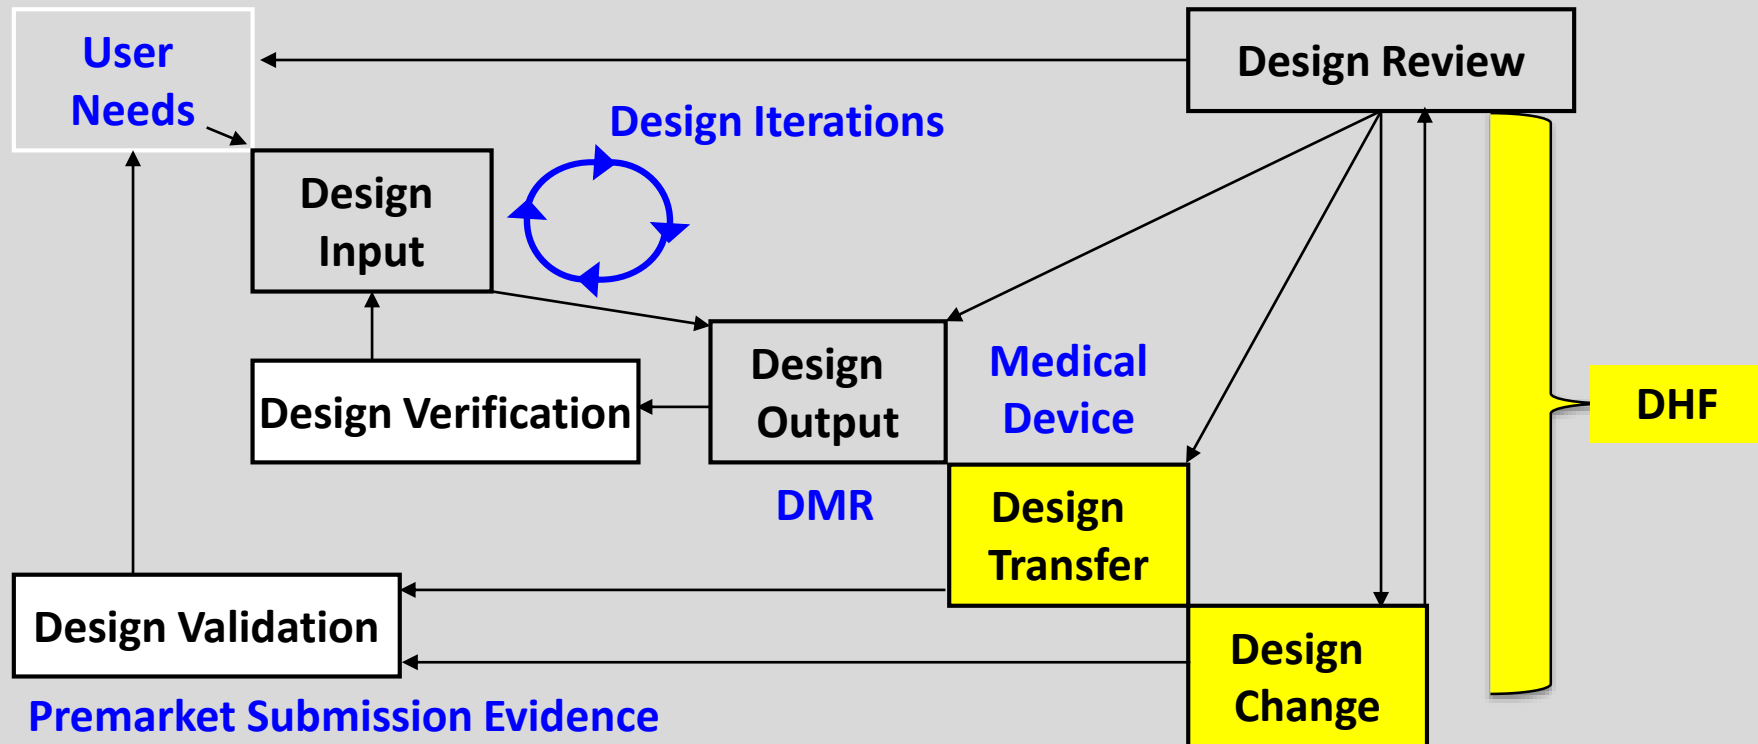 User
Needs
Design Review
Design Iterations
Design
Input
Design
Output
Medical
Device
Design Verification
DHF
DMR
Design
Transfer
Design Validation
Design
Change
Premarket Submission Evidence